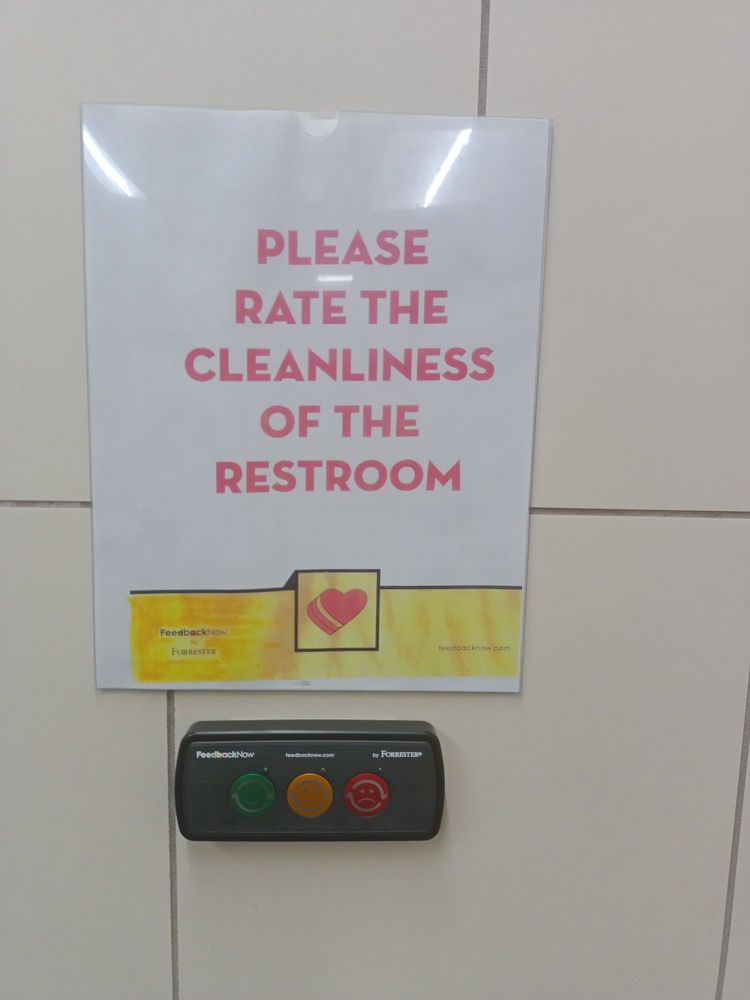 PLEASE
RATE THE
CLEANLINESS
OF THE
RESTROOM
FeedbackNow
by
FORRESTER
feedbacknow.com
FeedbackNow feedbacknow.com by FORRESTER®